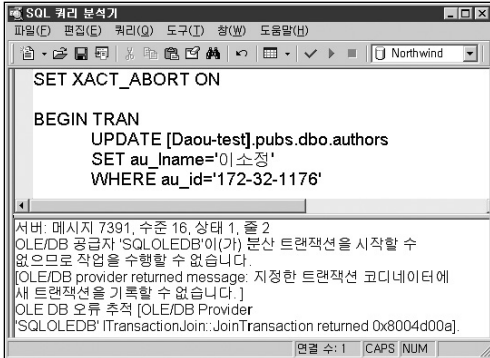 SQL 쿼리 분석기
파일(F) 편집(E) 쿼리(Q) 도구(T) 창(W) 도움말(H)
Northwind
SET XACT_ABORT ON
BEGIN TRAN
UPDATE [Daou-test].pubs.dbo.authors
SET au_lname='이소정'
WHERE au_id='172-32-1176'
서버: 메시지 7391, 수준 16, 상태 1, 줄 2
OLE/DB 공급자 'SQLOLEDB'이(가) 분산 트랜잭션을 시작할 수
없으므로 작업을 수행할 수 없습니다.
[OLE/DB provider returned message: 지정한 트랜잭션 코디네이터에
새 트랜잭션을 기록할 수 없습니다. ]
OLE DB 오류 추적 [OLE/DB Provider
'SQLOLEDB' ITransactionJoin::JoinTransaction returned 0x8004d00a].
연결 수: 1 CAPS NUM